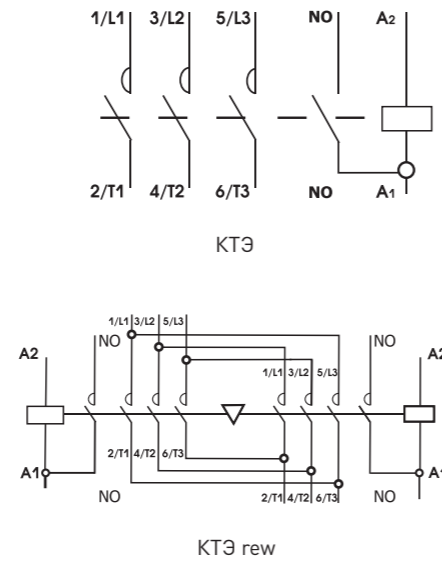 1/L1 3/L2 5/L3 NO A2
2/T1 4/T2 6/T3 NO A1
КТЭ
1/L1 3/L2 5/L3
NO NO
A2 A2
1/L1 3/L2 5/L3
2/T1 4/T2 6/T3
A1 A1
NO 2/T1 4/T2 6/T3 NO
КТЭ rew